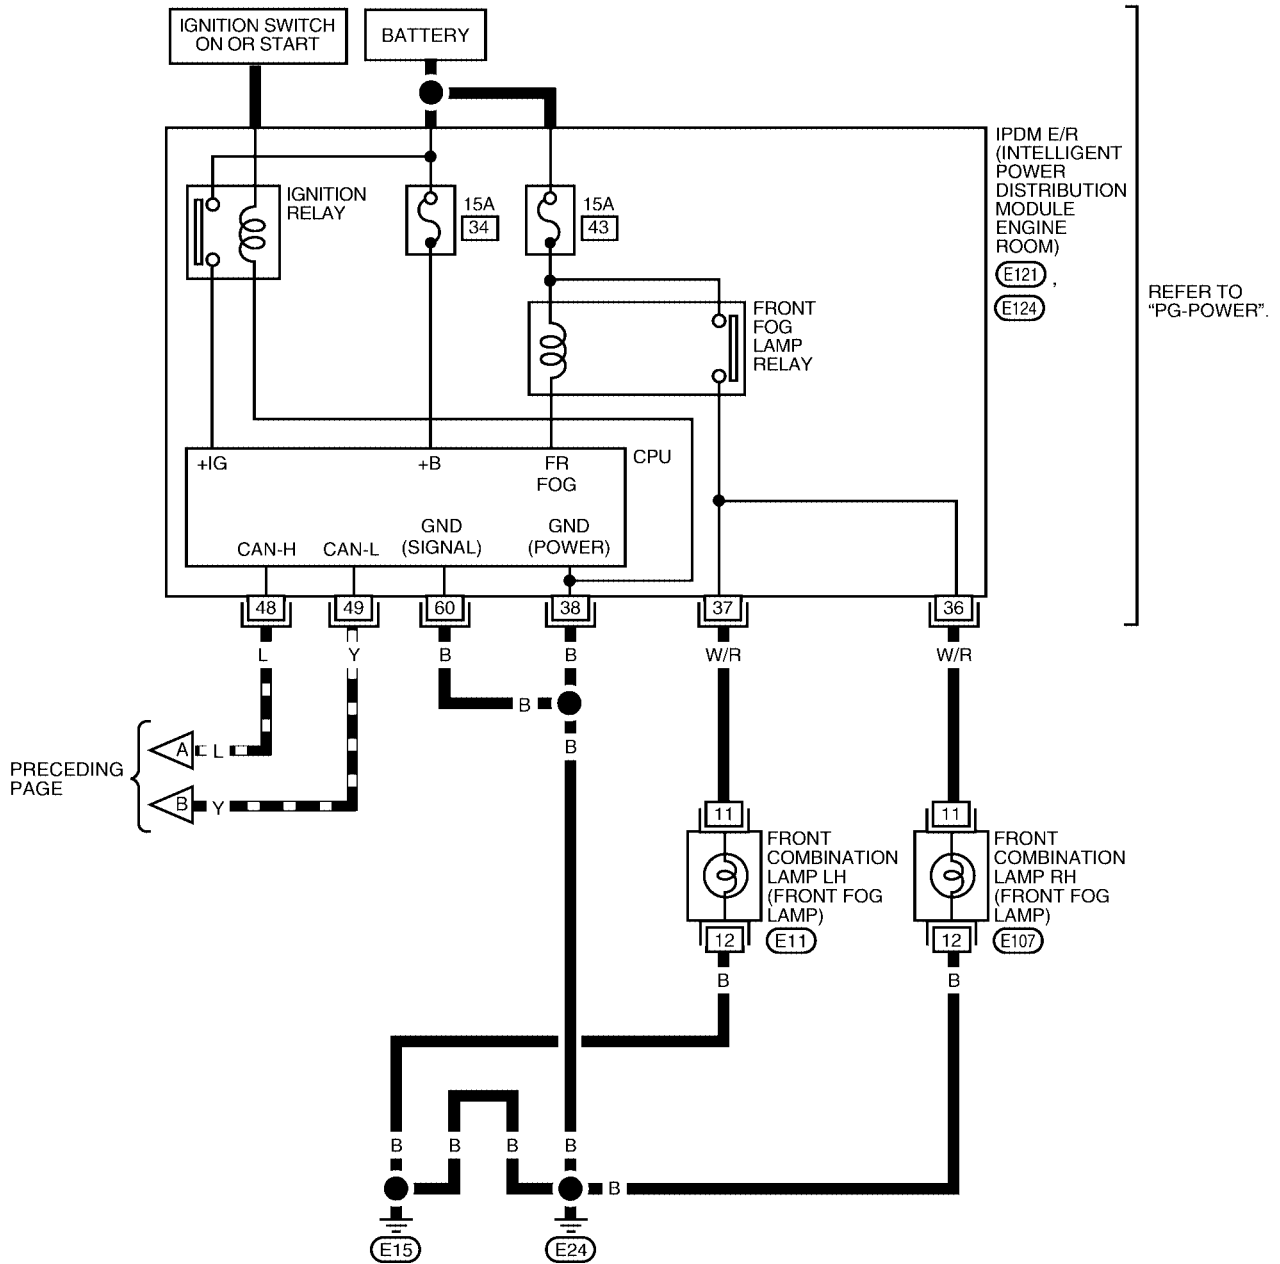 IGNITION SWITCH
ON OR START
BATTERY
IPDM E/R
(INTELLIGENT
POWER
DISTRIBUTION
MODULE
ENGINE
ROOM)
E121 ,
E124
REFER TO
“PG-POWER”.
IGNITION
RELAY
15A
34
15A
43
FRONT
FOG
LAMP
RELAY
+IG
+B
FR
FOG
CPU
CAN-H
CAN-L
GND
(SIGNAL)
GND
(POWER)
48
49
60
38
37
36
L
Y
B
B
W/R
W/R
B
B
PRECEDING
PAGE
A
L
B
Y
11
11
FRONT
COMBINATION
LAMP LH
(FRONT FOG
LAMP)
E11
FRONT
COMBINATION
LAMP RH
(FRONT FOG
LAMP)
E107
12
12
B
B
B
B
B
B
B
E15
E24